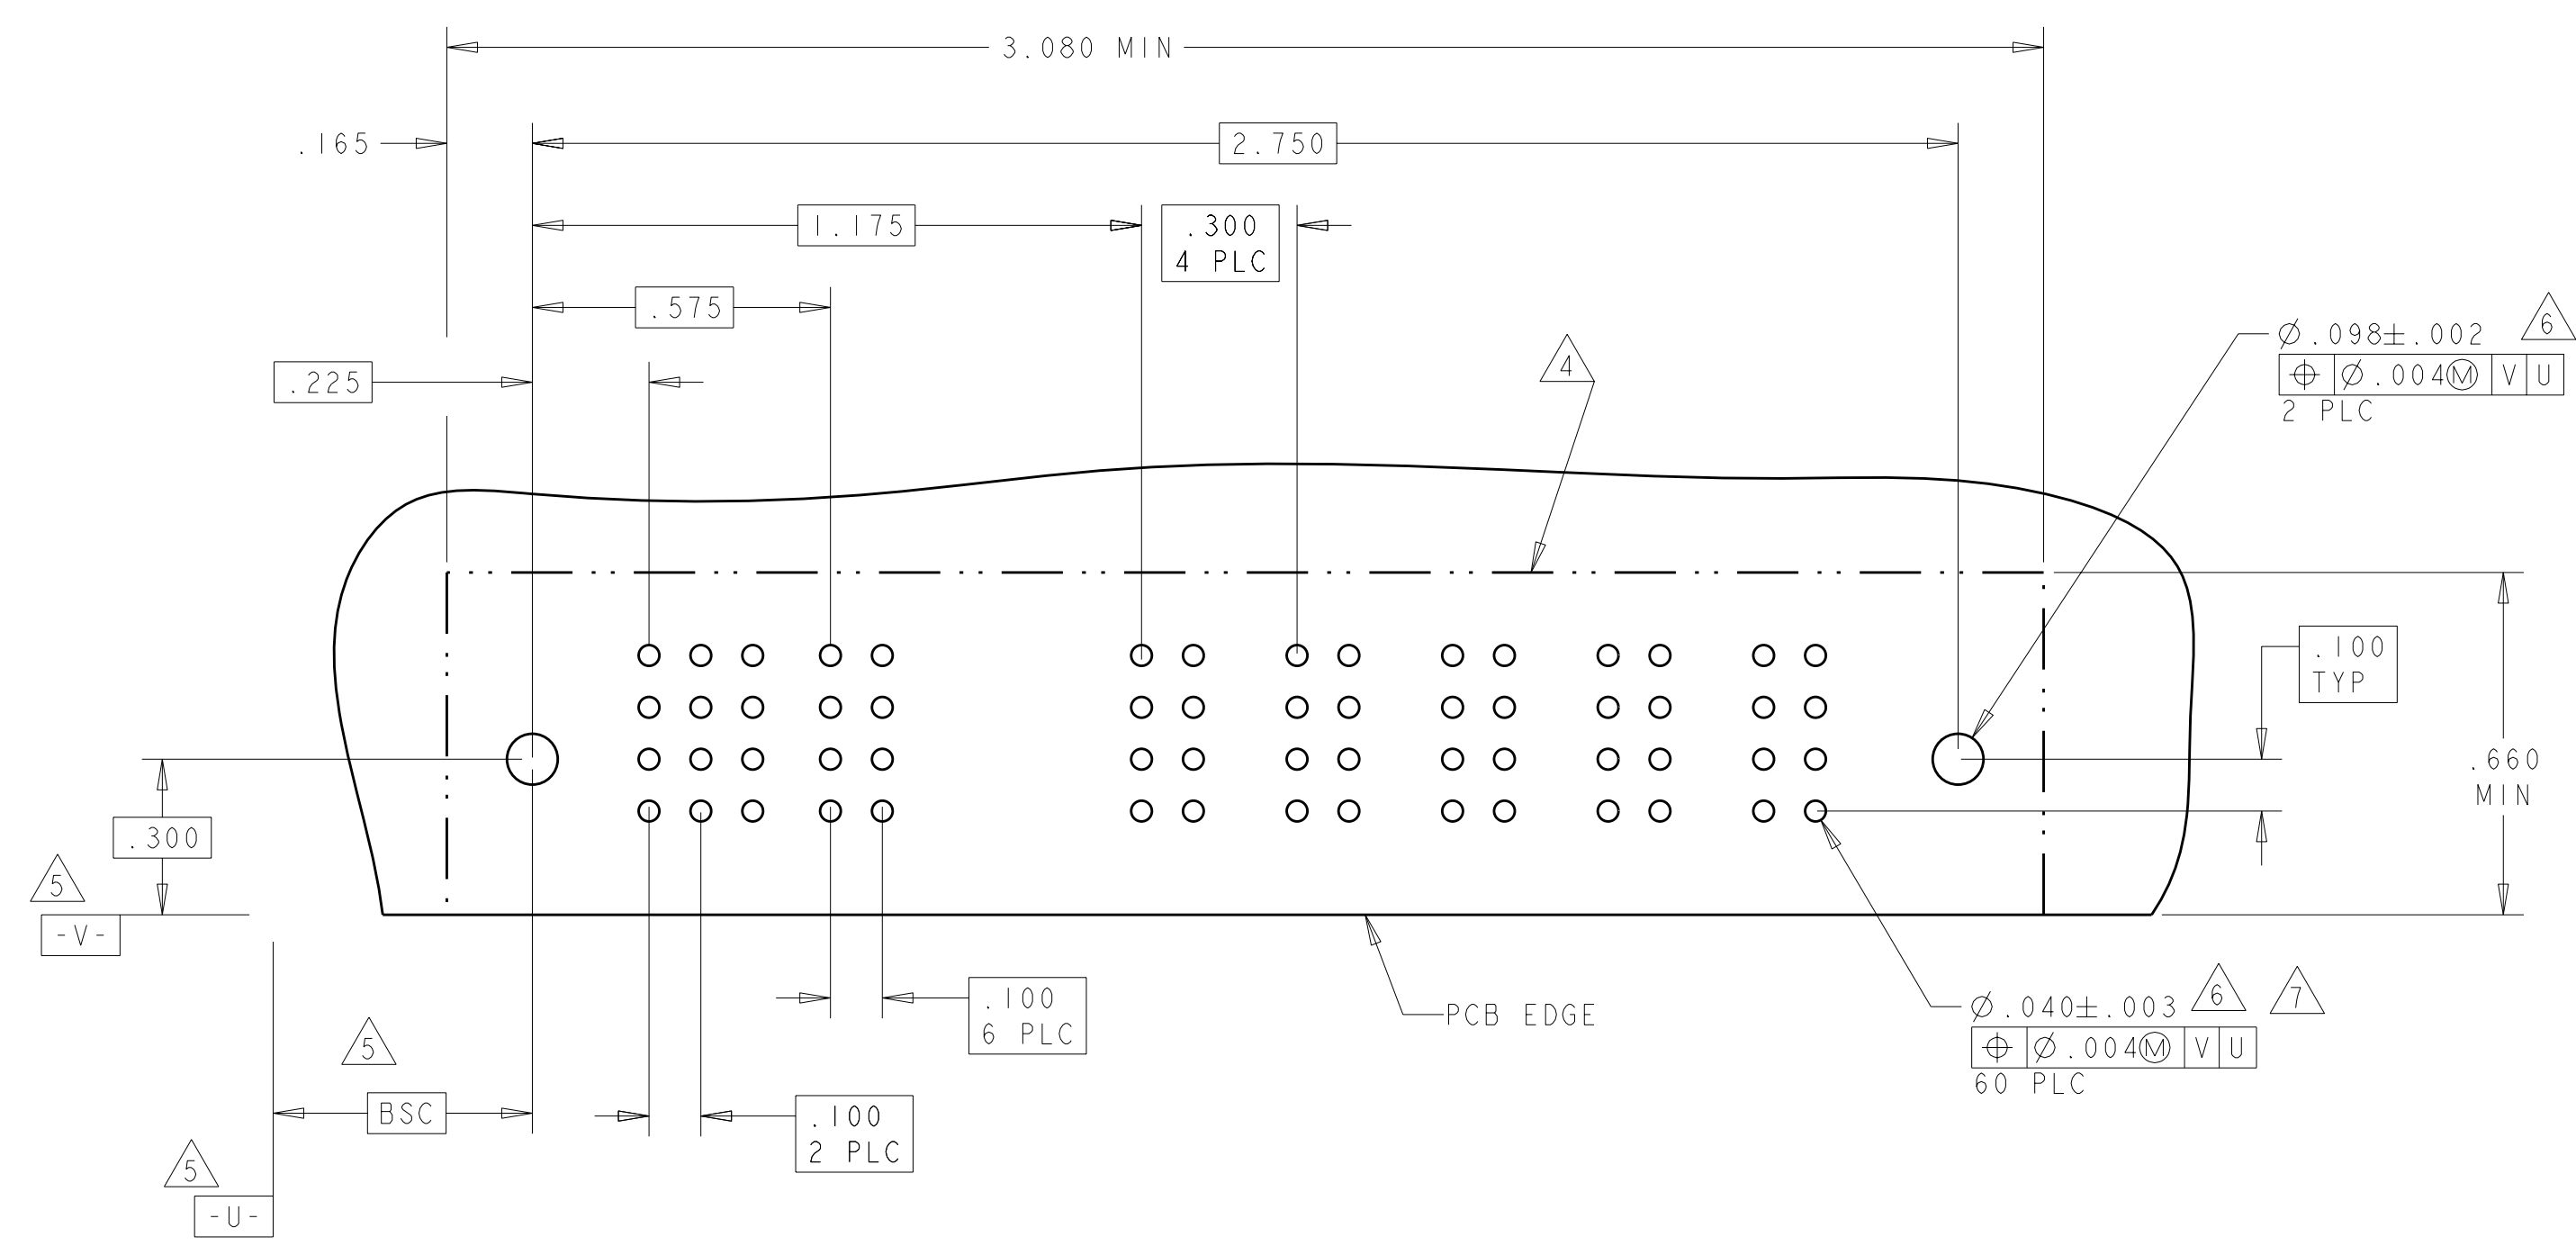 3.080 MIN
.165
2.750
1.175
.300
4 PLC
.575
.225
4
Ø.098±.002
6
⌖ Ø.004Ⓜ V U
2 PLC
.100
TYP
.660
MIN
.300
5
-V-
.100
6 PLC
PCB EDGE
Ø.040±.003
6
7
⌖ Ø.004Ⓜ V U
60 PLC
5
BSC
.100
2 PLC
5
-U-